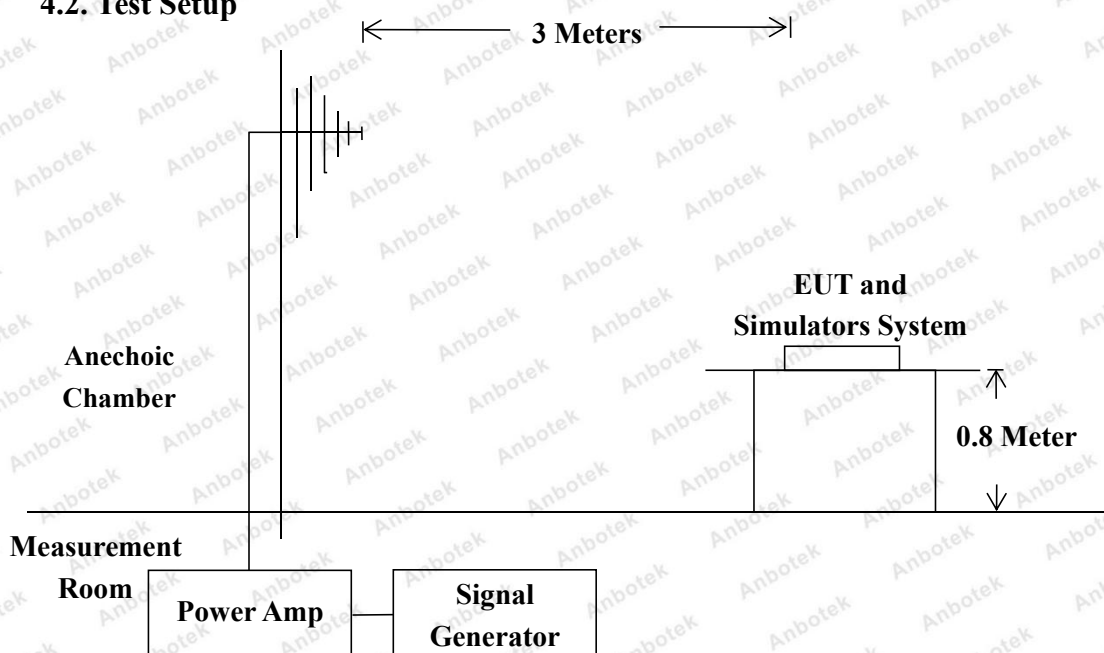 4.2. Test Setup
3 Meters
EUT and
Simulators System
Anechoic
Chamber
0.8 Meter
Measurement
Room
Power Amp
Signal
Generator
Anbotek